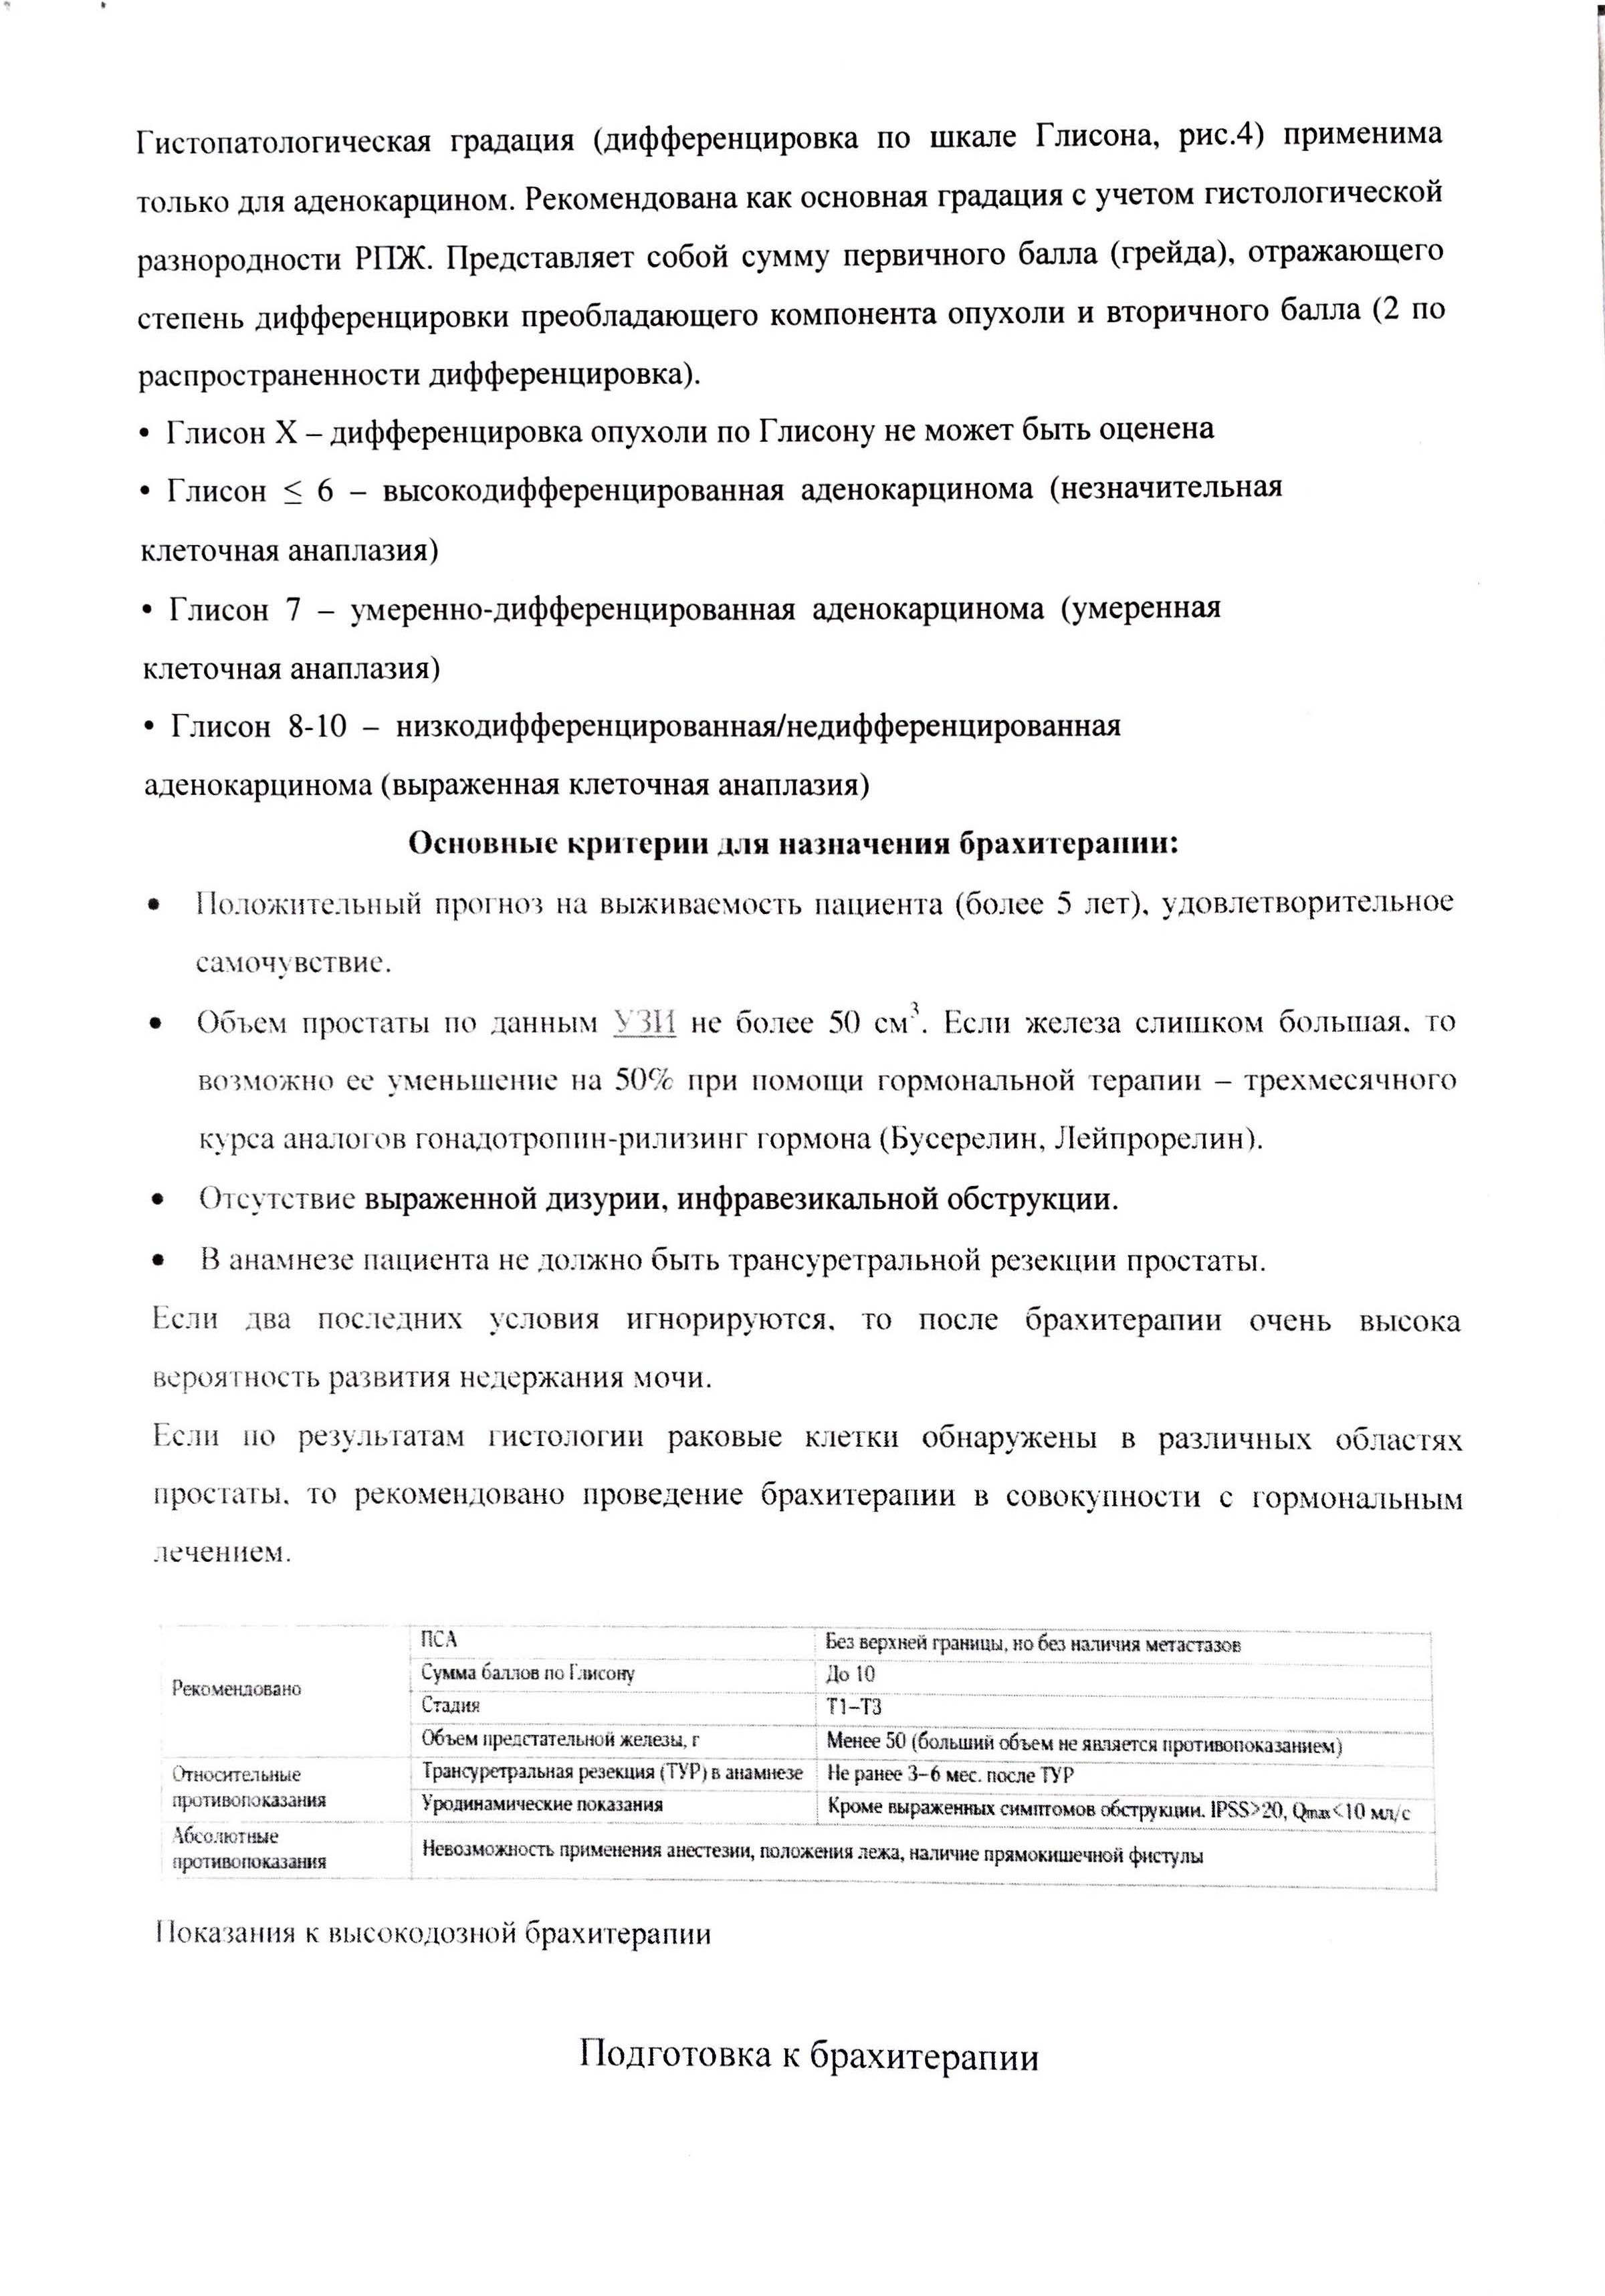 Гистопатологическая градация (дифференцировка по шкале Глисона, рис.4) применима
только для аденокарцином. Рекомендована как основная градация с учетом гистологической
разнородности РПЖ. Представляет собой сумму первичного балла (грейда), отражающего
степень дифференцировки преобладающего компонента опухоли и вторичного балла (2 по
распространенности дифференцировка).
• Глисон X – дифференцировка опухоли по Глисону не может быть оценена
• Глисон ≤ 6 – высокодифференцированная аденокарцинома (незначительная
клеточная анаплазия)
• Глисон 7 – умеренно-дифференцированная аденокарцинома (умеренная
клеточная анаплазия)
• Глисон 8-10 – низкодифференцированная/недифференцированная
аденокарцинома (выраженная клеточная анаплазия)
Основные критерии для назначения брахитерапии:
• Положительный прогноз на выживаемость пациента (более 5 лет), удовлетворительное
самочувствие.
• Объем простаты по данным УЗИ не более 50 см³. Если железа слишком большая, то
возможно ее уменьшение на 50% при помощи гормональной терапии – трехмесячного
курса аналогов гонадотропин-рилизинг гормона (Бусерелин, Лейпрорелин).
• Отсутствие выраженной дизурии, инфравезикальной обструкции.
• В анамнезе пациента не должно быть трансуретральной резекции простаты.
Если два последних условия игнорируются, то после брахитерапии очень высока
вероятность развития недержания мочи.
Если по результатам гистологии раковые клетки обнаружены в различных областях
простаты, то рекомендовано проведение брахитерапии в совокупности с гормональным
лечением.
Рекомендовано
ПСА Без верхней границы, но без наличия метастазов
Сумма баллов по Глисону До 10
Стадия Т1–Т3
Объем предстательной железы, г Менее 50 (больший объем не является противопоказанием)
Относительные
противопоказания
Трансуретральная резекция (ТУР) в анамнезе Не ранее 3–6 мес. после ТУР
Уродинамические показания Кроме выраженных симптомов обструкции. IPSS>20, Qmax<10 мл/с
Абсолютные
противопоказания
Невозможность применения анестезии, положения лежа, наличие прямокишечной фистулы
Показания к высокодозной брахитерапии
Подготовка к брахитерапии